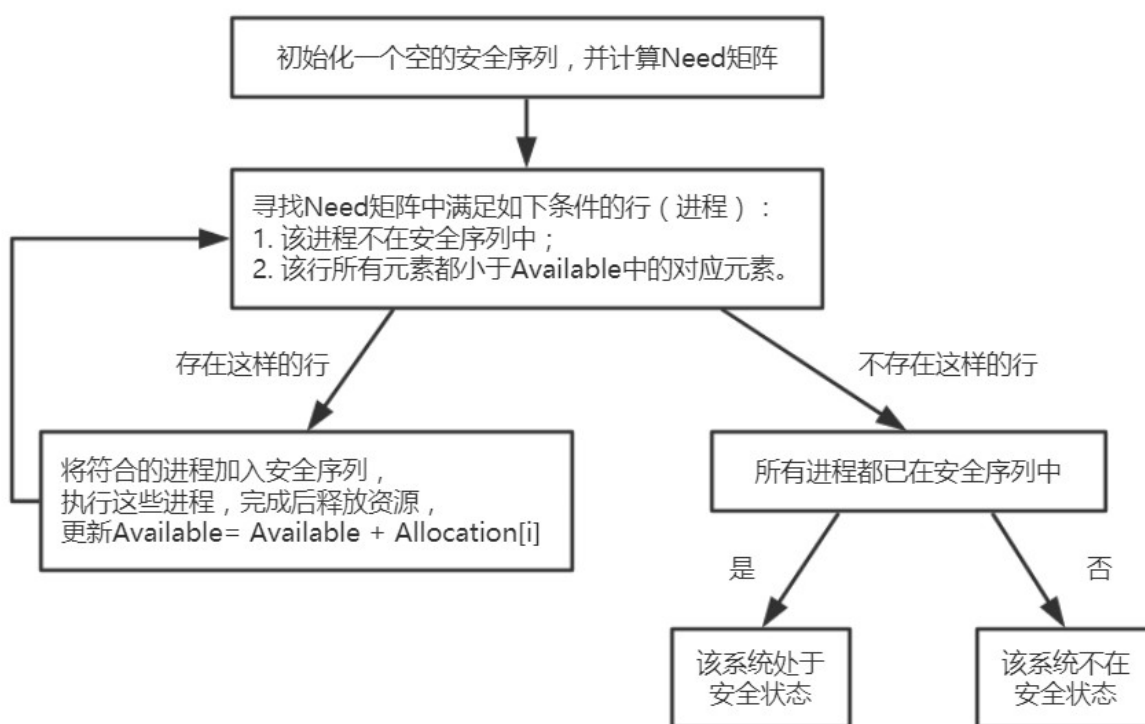 初始化一个空的安全序列，并计算Need矩阵
寻找Need矩阵中满足如下条件的行（进程）：
1. 该进程不在安全序列中；
2. 该行所有元素都小于Available中的对应元素。
存在这样的行
不存在这样的行
将符合的进程加入安全序列，
执行这些进程，完成后释放资源，
更新Available= Available + Allocation[i]
所有进程都已在安全序列中
是
否
该系统处于
安全状态
该系统不在
安全状态